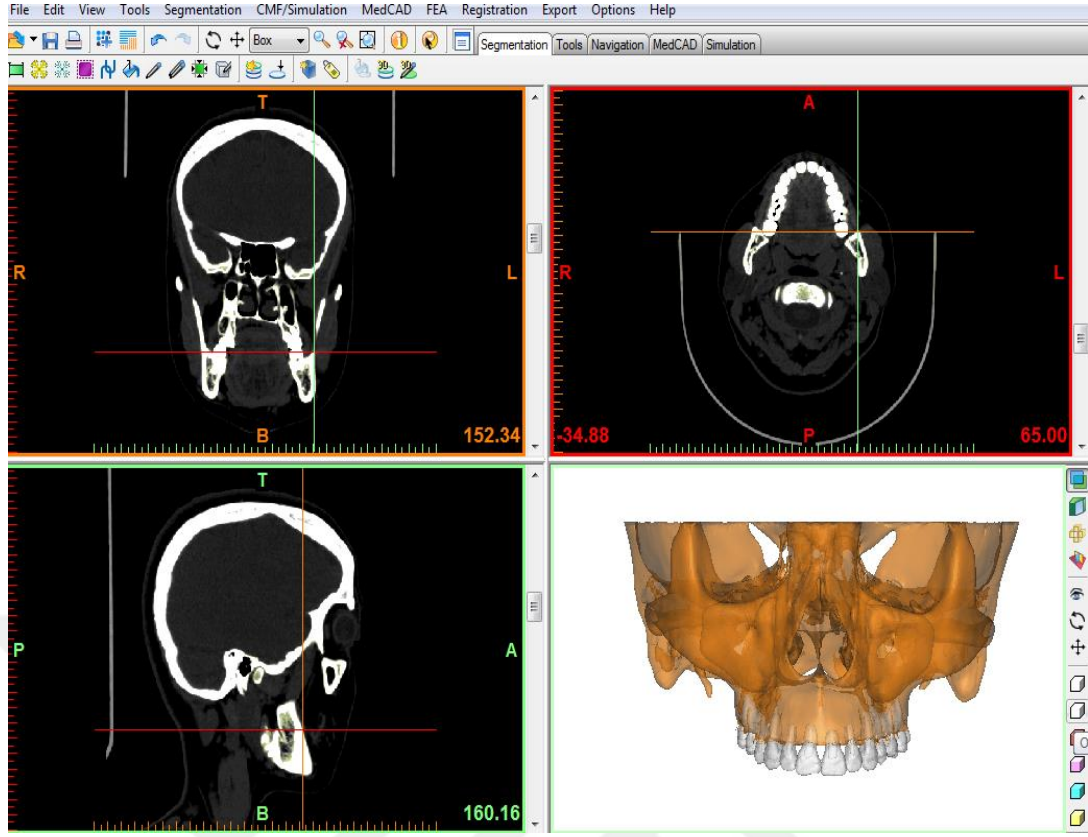 File Edit View Tools Segmentation CMF/Simulation MedCAD FEA Registration Export Options Help
Box Segmentation Tools Navigation MedCAD Simulation
T
R L
B 152.34
A
R L
-34.88 P 65.00
T
P A
B 160.16